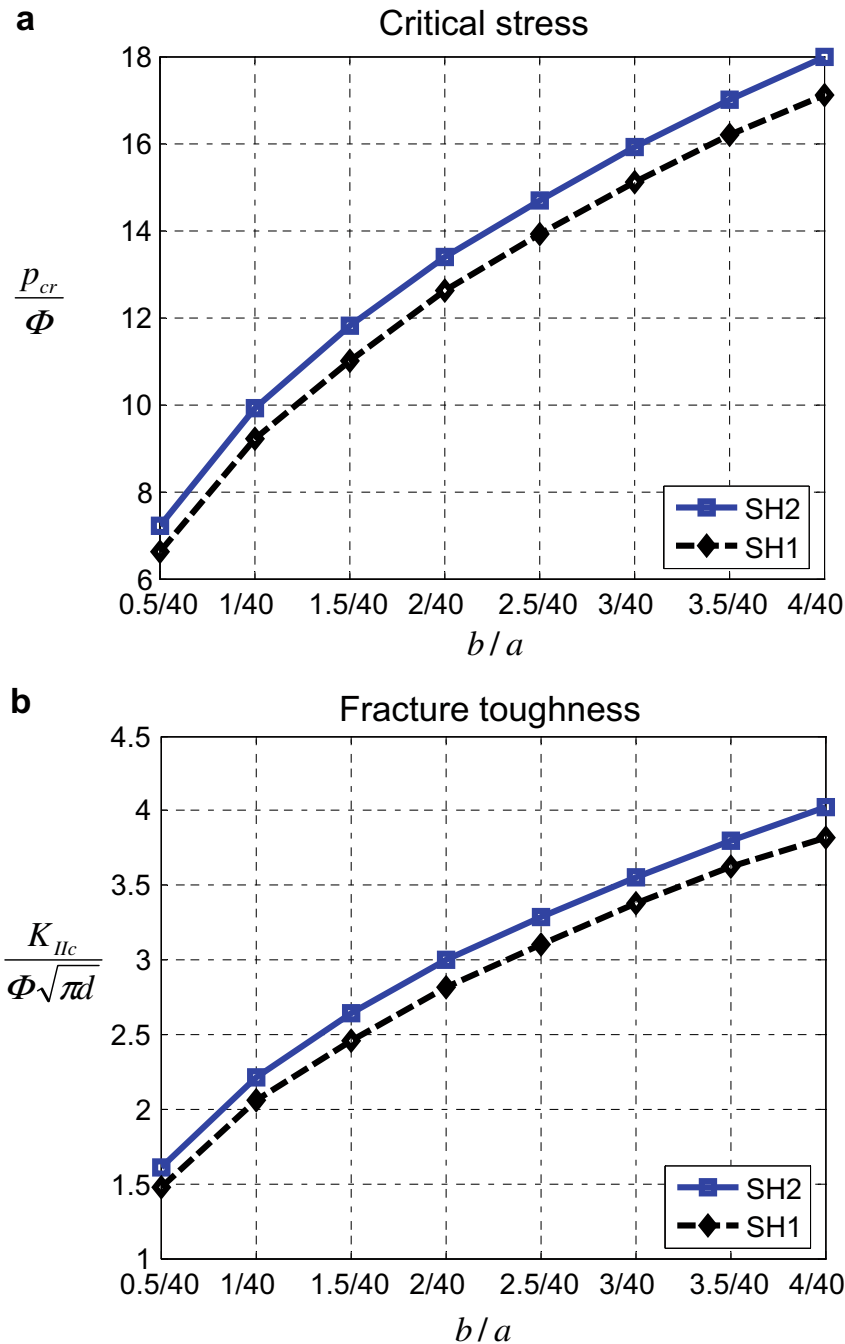 a
Critical stress
18
16
14
12
10
8
6
p_cr
Φ
SH2
SH1
0.5/40 1/40 1.5/40 2/40 2.5/40 3/40 3.5/40 4/40
b / a
b
Fracture toughness
4.5
4
3.5
3
2.5
2
1.5
1
K_IIc
Φ√πd
SH2
SH1
0.5/40 1/40 1.5/40 2/40 2.5/40 3/40 3.5/40 4/40
b / a